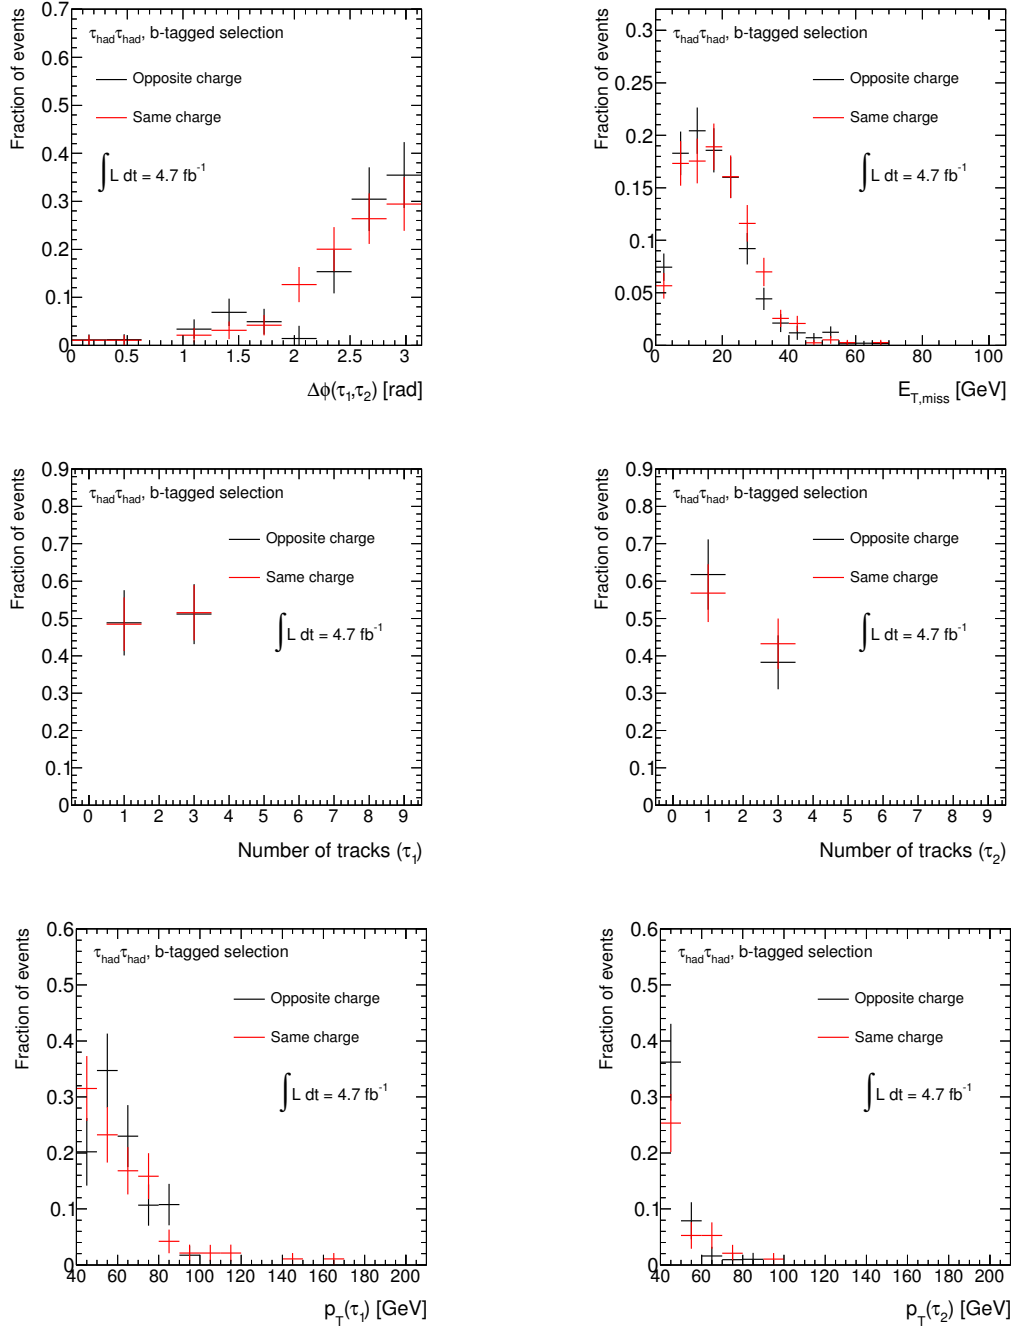 Fraction of events
0.7
0.6
0.5
0.4
0.3
0.2
0.1
0
τhadτhad, b-tagged selection
Opposite charge
Same charge
∫ L dt = 4.7 fb-1
0 0.5 1 1.5 2 2.5 3
Δϕ(τ1,τ2) [rad]
Fraction of events
0.3
0.25
0.2
0.15
0.1
0.05
0
τhadτhad, b-tagged selection
Opposite charge
Same charge
∫ L dt = 4.7 fb-1
0 20 40 60 80 100
ET,miss [GeV]
Fraction of events
0.9
0.8
0.7
0.6
0.5
0.4
0.3
0.2
0.1
0
τhadτhad, b-tagged selection
Opposite charge
Same charge
∫ L dt = 4.7 fb-1
0 1 2 3 4 5 6 7 8 9
Number of tracks (τ1)
Fraction of events
0.9
0.8
0.7
0.6
0.5
0.4
0.3
0.2
0.1
0
τhadτhad, b-tagged selection
Opposite charge
Same charge
∫ L dt = 4.7 fb-1
0 1 2 3 4 5 6 7 8 9
Number of tracks (τ2)
Fraction of events
0.6
0.5
0.4
0.3
0.2
0.1
0
τhadτhad, b-tagged selection
Opposite charge
Same charge
∫ L dt = 4.7 fb-1
40 60 80 100 120 140 160 180 200
pT(τ1) [GeV]
Fraction of events
0.6
0.5
0.4
0.3
0.2
0.1
0
τhadτhad, b-tagged selection
Opposite charge
Same charge
∫ L dt = 4.7 fb-1
40 60 80 100 120 140 160 180 200
pT(τ2) [GeV]